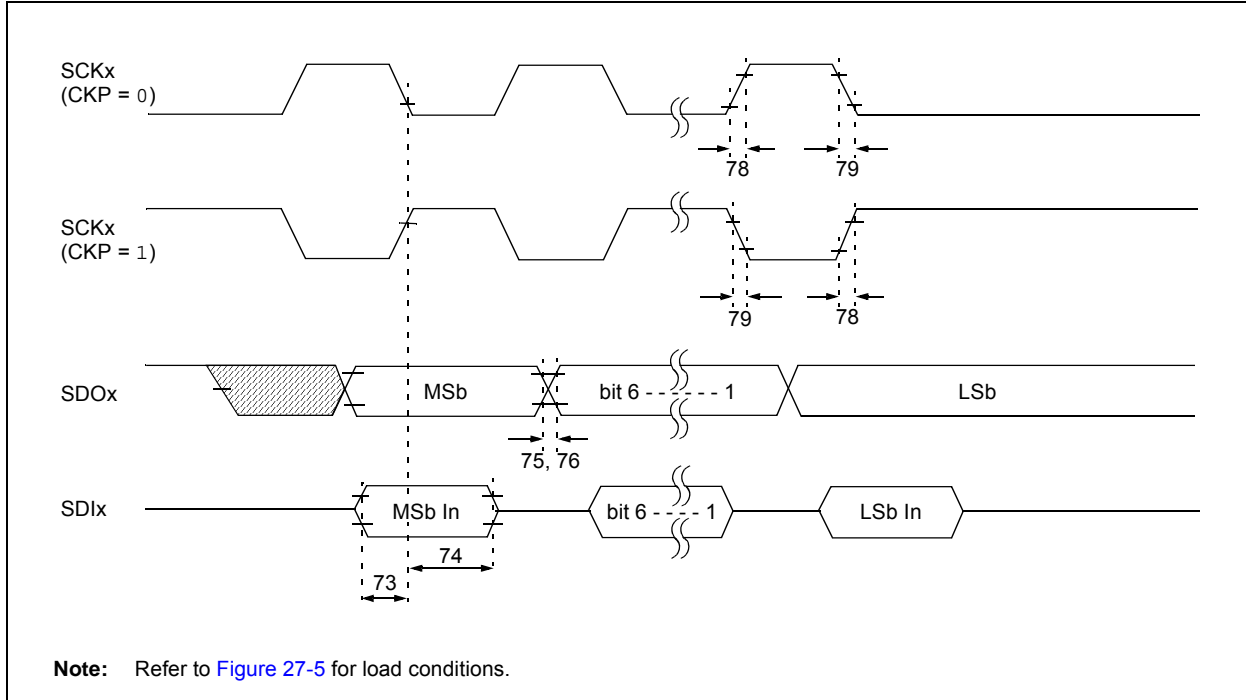 SCKx
(CKP = 0)
78
79
SCKx
(CKP = 1)
79
78
SDOx
MSb
bit 6 - - - - - - 1
LSb
75, 76
SDIx
MSb In
bit 6 - - - - - 1
LSb In
74
73
Note: Refer to Figure 27-5 for load conditions.